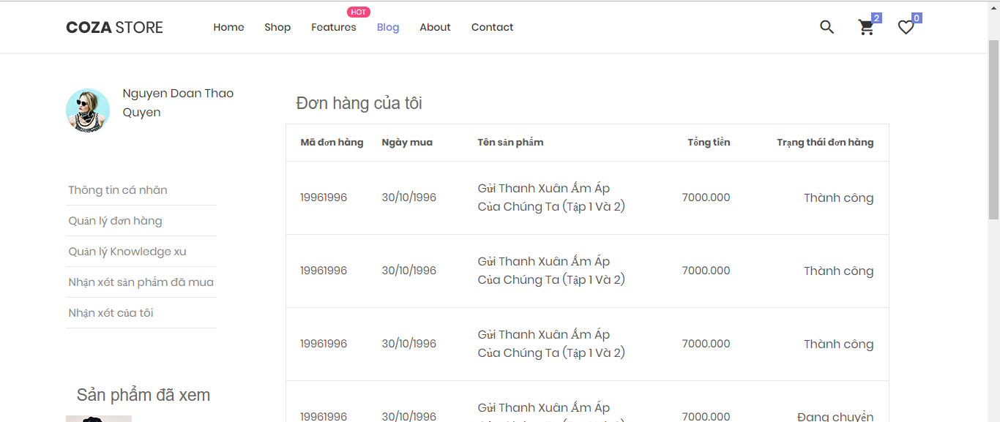 HOT
COZA STORE Home Shop Features Blog About Contact 2 0
Nguyen Doan Thao
Quyen
Thông tin cá nhân
Quản lý đơn hàng
Quản lý Knowledge xu
Nhận xét sản phẩm đã mua
Nhận xét của tôi
Sản phẩm đã xem
Đơn hàng của tôi
Mã đơn hàng Ngày mua Tên sản phẩm Tổng tiền Trạng thái đơn hàng
19961996 30/10/1996 Gửi Thanh Xuân Ấm Áp
Của Chúng Ta (Tập 1 Và 2) 7000.000 Thành công
19961996 30/10/1996 Gửi Thanh Xuân Ấm Áp
Của Chúng Ta (Tập 1 Và 2) 7000.000 Thành công
19961996 30/10/1996 Gửi Thanh Xuân Ấm Áp
Của Chúng Ta (Tập 1 Và 2) 7000.000 Thành công
19961996 30/10/1996 Gửi Thanh Xuân Ấm Áp
7000.000 Đang chuyển